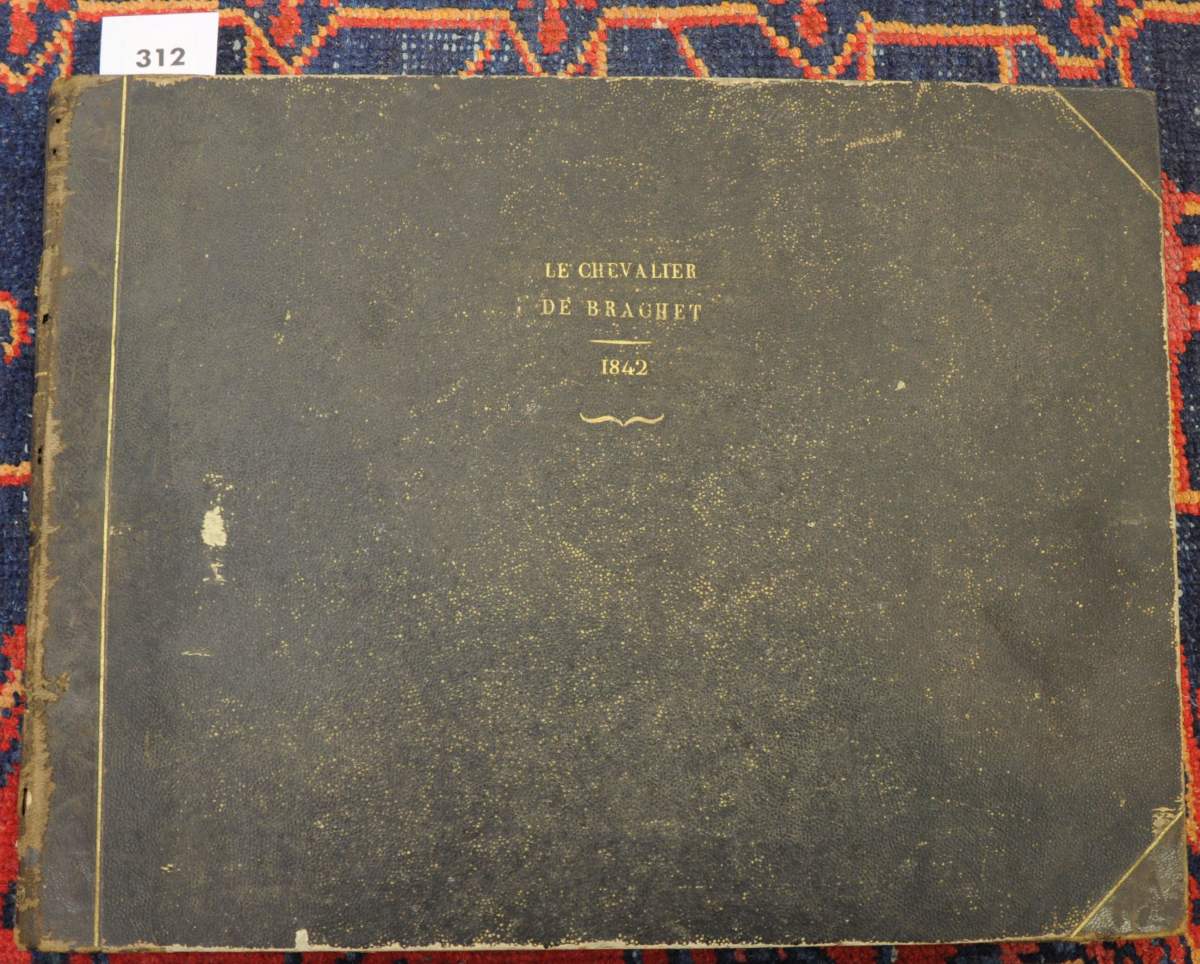 312
LE CHEVALIER
DE BRACHET
1842